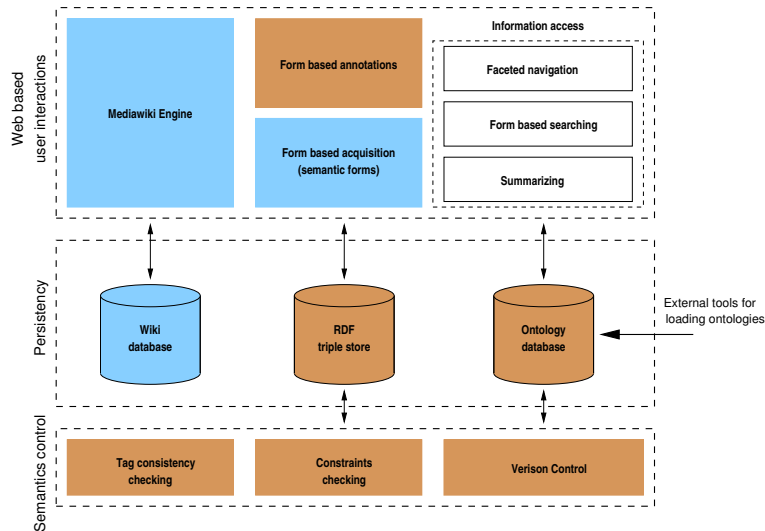 Information access
Web based
user interactions
Mediawiki Engine
Form based annotations
Form based acquisition
(semantic forms)
Faceted navigation
Form based searching
Summarizing
Persistency
Wiki
database
RDF
triple store
Ontology
database
External tools for
loading ontologies
Semantics control
Tag consistency
checking
Constraints
checking
Verison Control